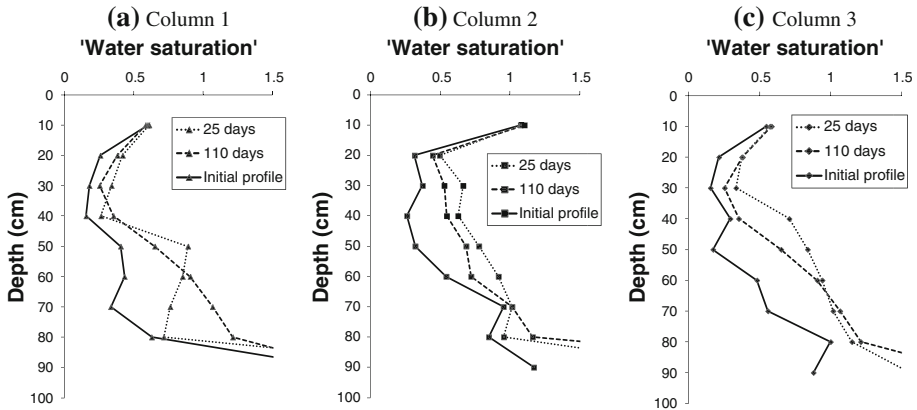 (a) Column 1
'Water saturation'
0 0.5 1 1.5
0
10
20
30
40
50
60
70
80
90
100
Depth (cm)
25 days
110 days
Initial profile
(b) Column 2
'Water saturation'
0 0.5 1 1.5
0
10
20
30
40
50
60
70
80
90
100
Depth (cm)
25 days
110 days
Initial profile
(c) Column 3
'Water saturation'
0 0.5 1 1.5
0
10
20
30
40
50
60
70
80
90
100
Depth (cm)
25 days
110 days
Initial profile